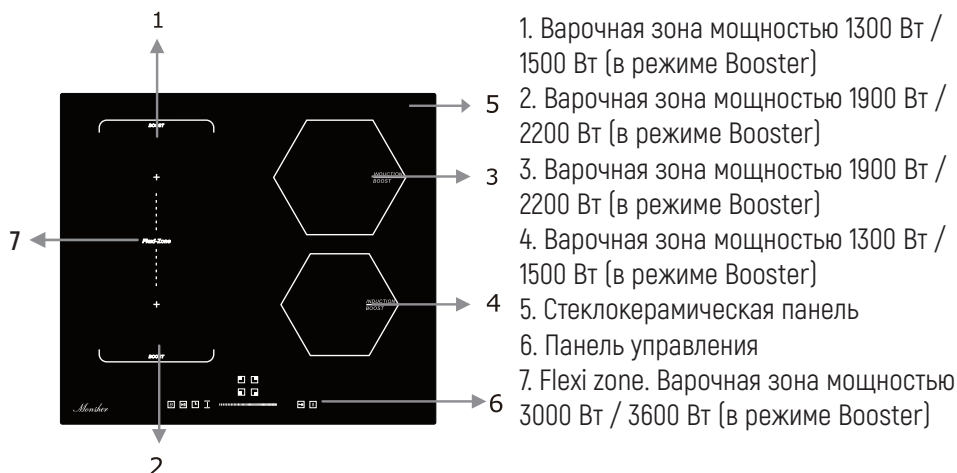 1
BOOST
5
INDUCTION
BOOST
3
7
Flexi-Zone
INDUCTION
BOOST
4
BOOST
Monsher
6
2
1. Варочная зона мощностью 1300 Вт /
1500 Вт (в режиме Booster)
2. Варочная зона мощностью 1900 Вт /
2200 Вт (в режиме Booster)
3. Варочная зона мощностью 1900 Вт /
2200 Вт (в режиме Booster)
4. Варочная зона мощностью 1300 Вт /
1500 Вт (в режиме Booster)
5. Стеклокерамическая панель
6. Панель управления
7. Flexi zone. Варочная зона мощностью
3000 Вт / 3600 Вт (в режиме Booster)